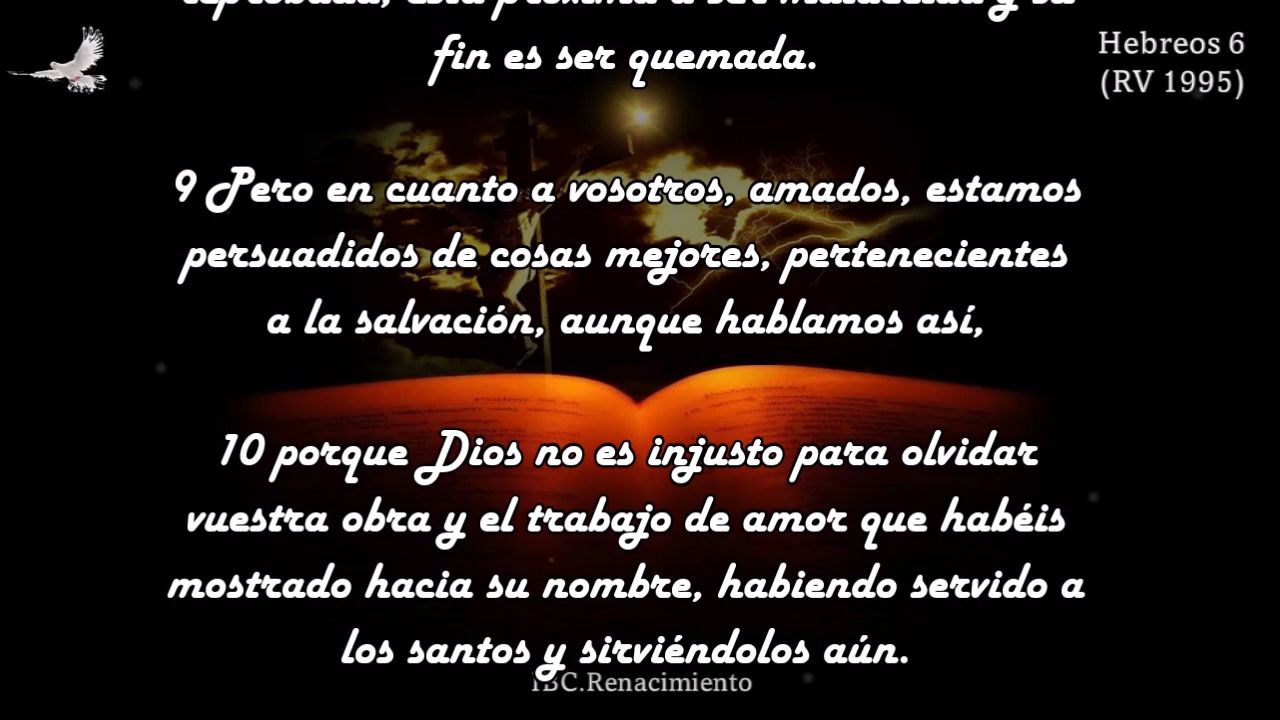 fin es ser quemada.
Hebreos 6
(RV 1995)
9 Pero en cuanto a vosotros, amados, estamos
persuadidos de cosas mejores, pertenecientes
a la salvación, aunque hablamos así,
10 porque Dios no es injusto para olvidar
vuestra obra y el trabajo de amor que habéis
mostrado hacia su nombre, habiendo servido a
los santos y sirviéndolos aún.
IBC.Renacimiento